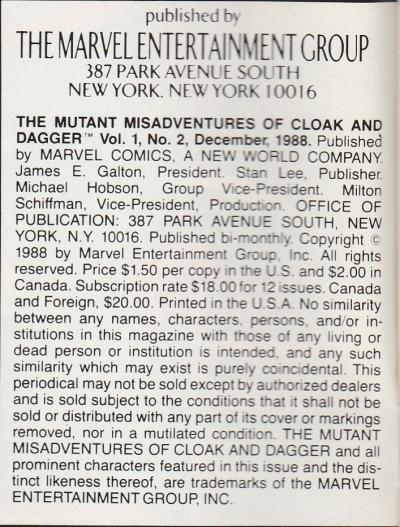 published by
THE MARVEL ENTERTAINMENT GROUP
387 PARK AVENUE SOUTH
NEW YORK, NEW YORK 10016
THE MUTANT MISADVENTURES OF CLOAK AND
DAGGER™ Vol. 1, No. 2, December, 1988. Published
by MARVEL COMICS, A NEW WORLD COMPANY.
James E. Galton, President. Stan Lee, Publisher.
Michael Hobson, Group Vice-President. Milton
Schiffman, Vice-President, Production. OFFICE OF
PUBLICATION: 387 PARK AVENUE SOUTH, NEW
YORK, N.Y. 10016. Published bi-monthly. Copyright ©
1988 by Marvel Entertainment Group, Inc. All rights
reserved. Price $1.50 per copy in the U.S. and $2.00 in
Canada. Subscription rate $18.00 for 12 issues. Canada
and Foreign, $20.00. Printed in the U.S.A. No similarity
between any names, characters, persons, and/or in-
stitutions in this magazine with those of any living or
dead person or institution is intended, and any such
similarity which may exist is purely coincidental. This
periodical may not be sold except by authorized dealers
and is sold subject to the conditions that it shall not be
sold or distributed with any part of its cover or markings
removed, nor in a mutilated condition. THE MUTANT
MISADVENTURES OF CLOAK AND DAGGER and all
prominent characters featured in this issue and the dis-
tinct likeness thereof, are trademarks of the MARVEL
ENTERTAINMENT GROUP, INC.